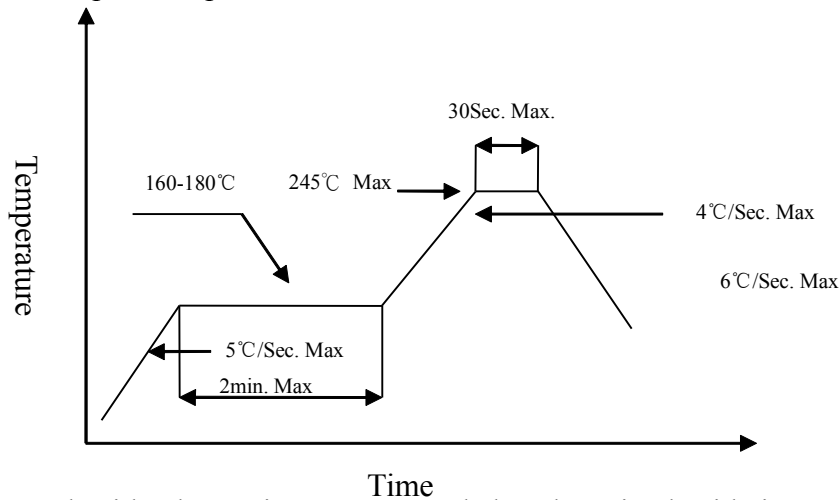 30Sec. Max.
160-180℃
245℃ Max
4℃/Sec. Max
6℃/Sec. Max
5℃/Sec. Max
2min. Max
Temperature
Time